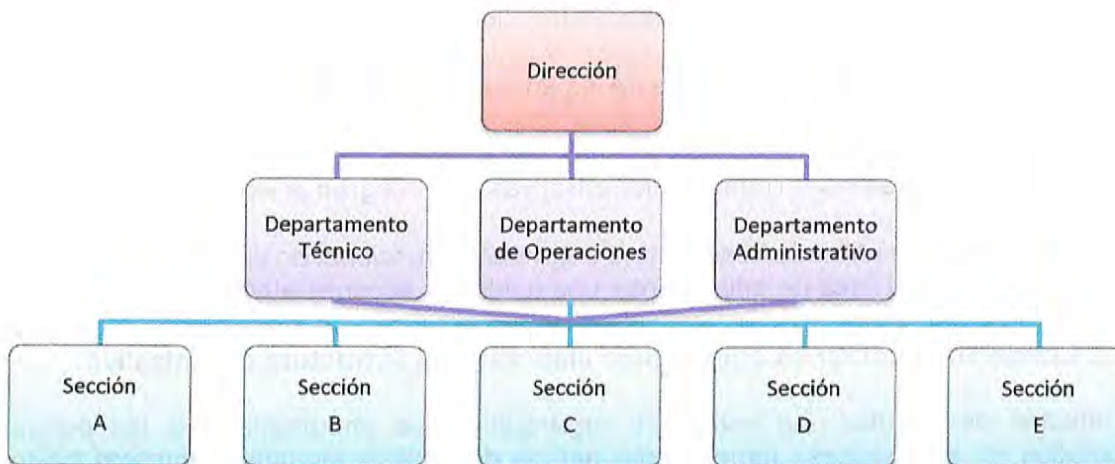 Dirección
Departamento
Técnico
Departamento
de Operaciones
Departamento
Administrativo
Sección
A
Sección
B
Sección
C
Sección
D
Sección
E